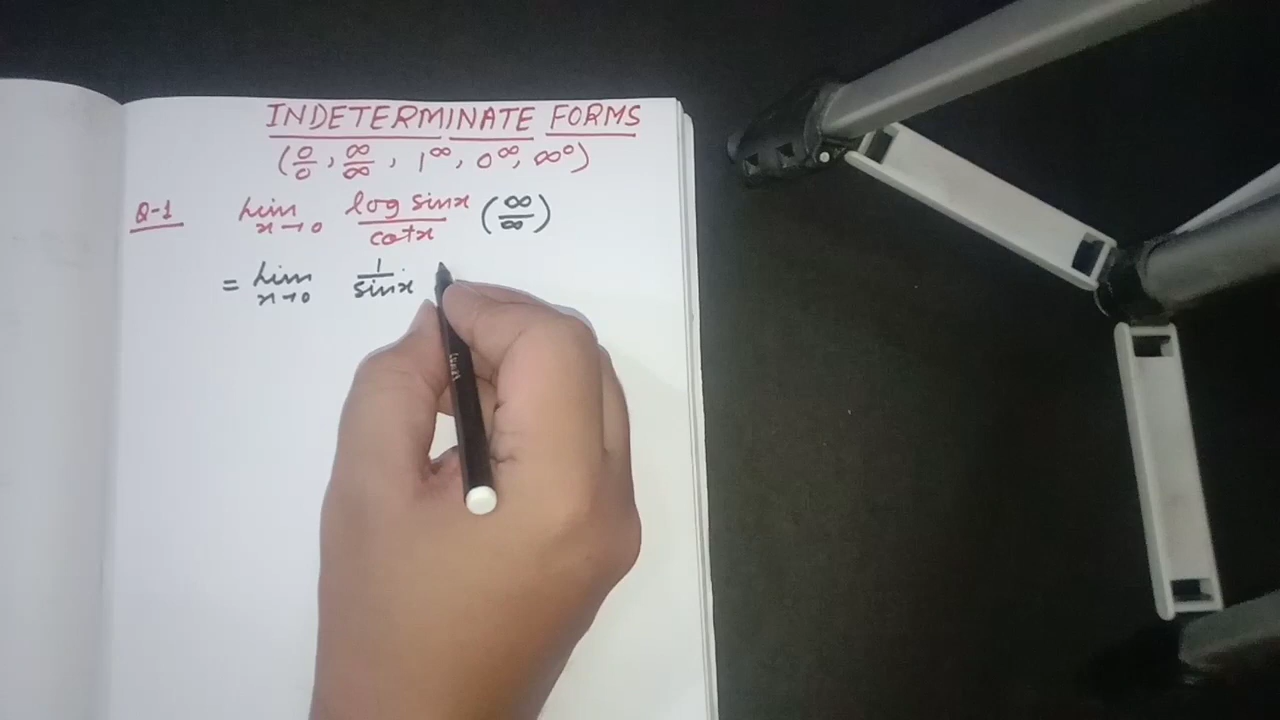 INDETERMINATE FORMS
(0/0, ∞/∞, 1^∞, 0^∞, ∞^0)
Q-1 Lim x→0 log sinx / cotx (∞/∞)
= Lim x→0 1/sinx